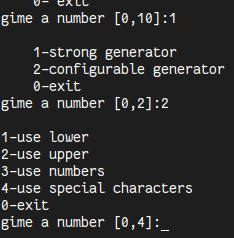 0- exit
gime a number [0,10]:1
1-strong generator
2-configurable generator
0-exit
gime a number [0,2]:2
1-use lower
2-use upper
3-use numbers
4-use special characters
0-exit
gime a number [0,4]:_